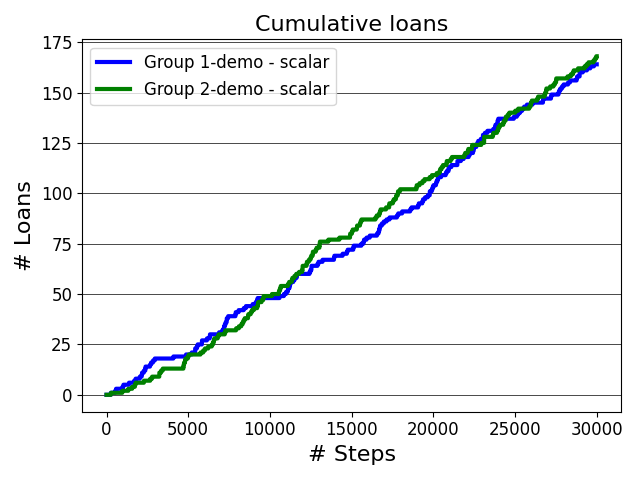 Cumulative loans
Group 1-demo - scalar
Group 2-demo - scalar
# Loans
175
150
125
100
75
50
25
0
0 5000 10000 15000 20000 25000 30000
# Steps